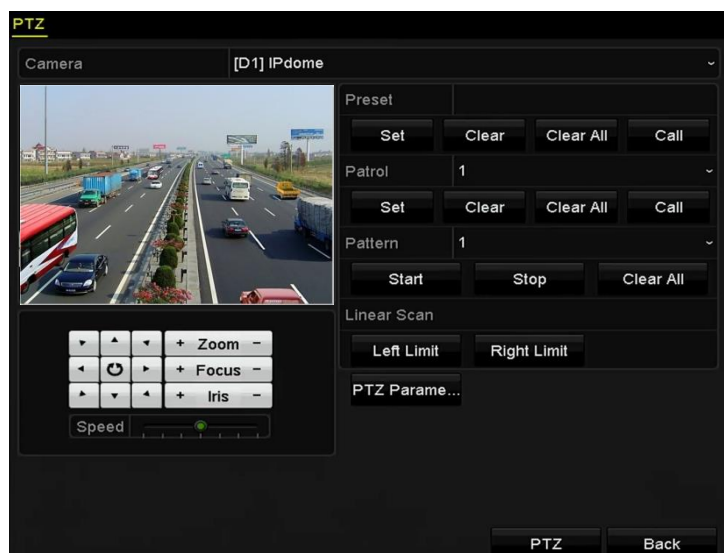 PTZ
Camera [D1] IPdome
Preset
Set Clear Clear All Call
Patrol 1
Set Clear Clear All Call
Pattern 1
Start Stop Clear All
Linear Scan
Left Limit Right Limit
PTZ Parame...
+ Zoom -
+ Focus -
+ Iris -
Speed
PTZ Back